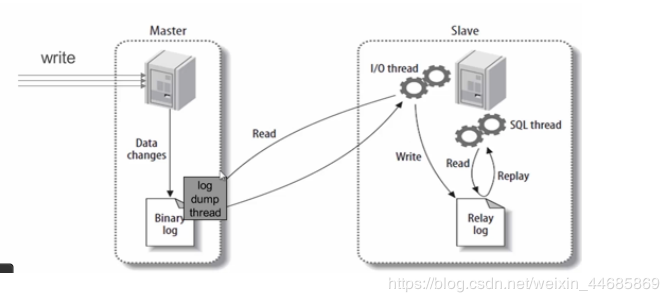 Master
Slave
write
I/O thread
SQL thread
Data
changes
Read
Write
Read
Replay
log
dump
thread
Binary
log
Relay
log
https://blog.csdn.net/weixin_44685869